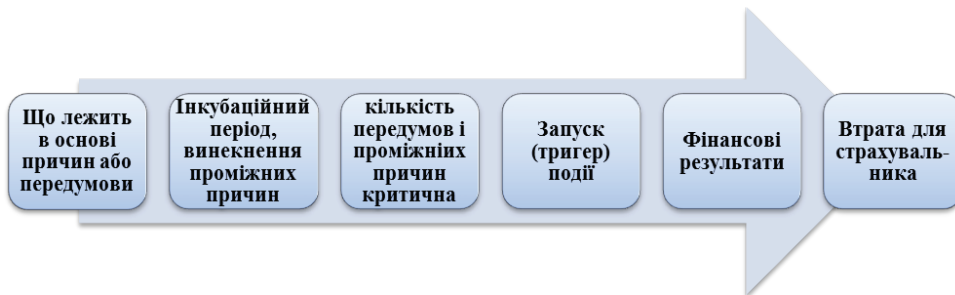 Що лежить
в основі
причин або
передумови
Інкубаційний
період,
винекнення
проміжних
причин
кількість
передумов і
проміжніих
причин
критична
Запуск
(тригер)
події
Фінансові
результати
Втрата для
страхуваль-
ника